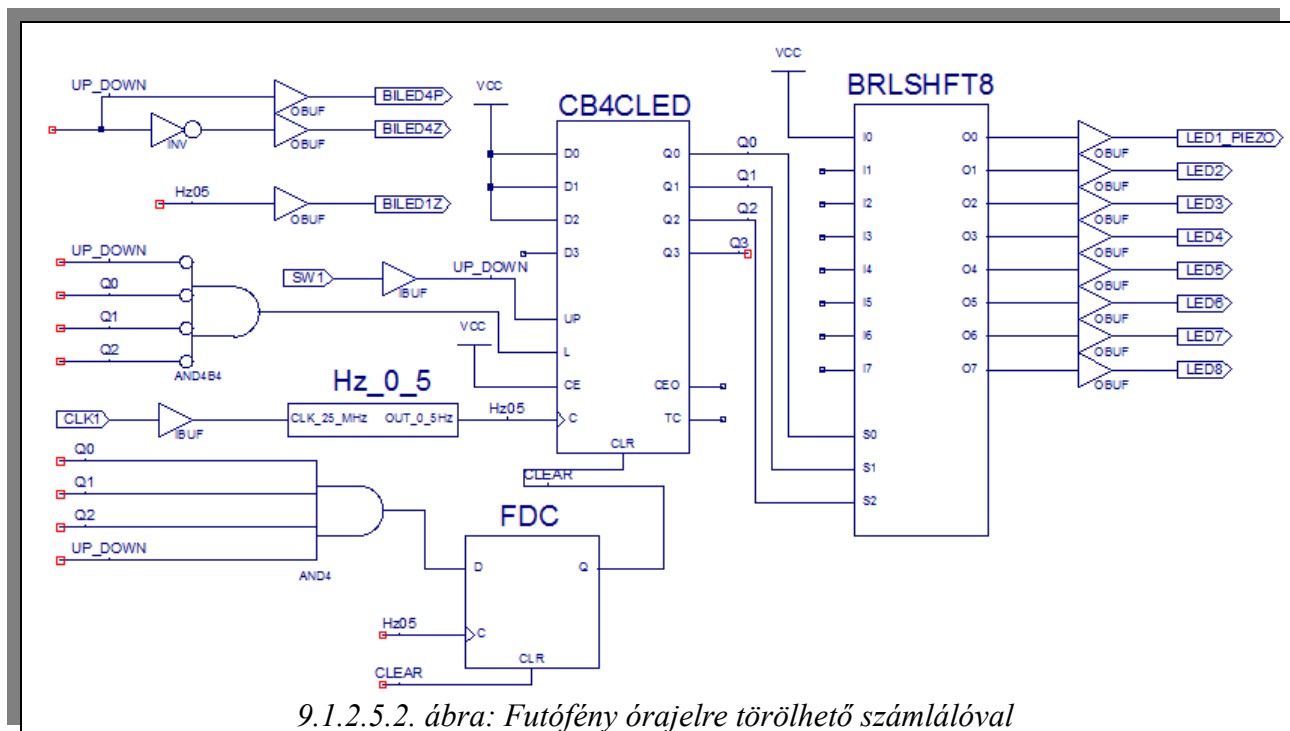 VCC
VCC
UP_DOWN
BRLSHFT8
CB4CLED
OBUF
BILED4P
INV
OBUF
BILED4Z
Hz05
OBUF
BILED1Z
D0
D1
D2
D3
UP
L
CE
C
CLR
Q0
Q1
Q2
Q3
CEO
TC
Q0
Q1
Q2
Q3
I0
I1
I2
I3
I4
I5
I6
I7
S0
S1
S2
O0
O1
O2
O3
O4
O5
O6
O7
OBUF
OBUF
OBUF
OBUF
OBUF
OBUF
OBUF
OBUF
LED1_PIEZO
LED2
LED3
LED4
LED5
LED6
LED7
LED8
UP_DOWN
Q0
Q1
Q2
AND4B4
SW1
IBUF
UP_DOWN
VCC
Hz_0_5
CLK1
IBUF
CLK_25_MHz OUT_0_5Hz
Hz05
Q0
Q1
Q2
UP_DOWN
AND4
CLEAR
FDC
D
Q
C
CLR
Hz05
CLEAR
9.1.2.5.2. ábra: Futófény órajelre törölhető számlálóval